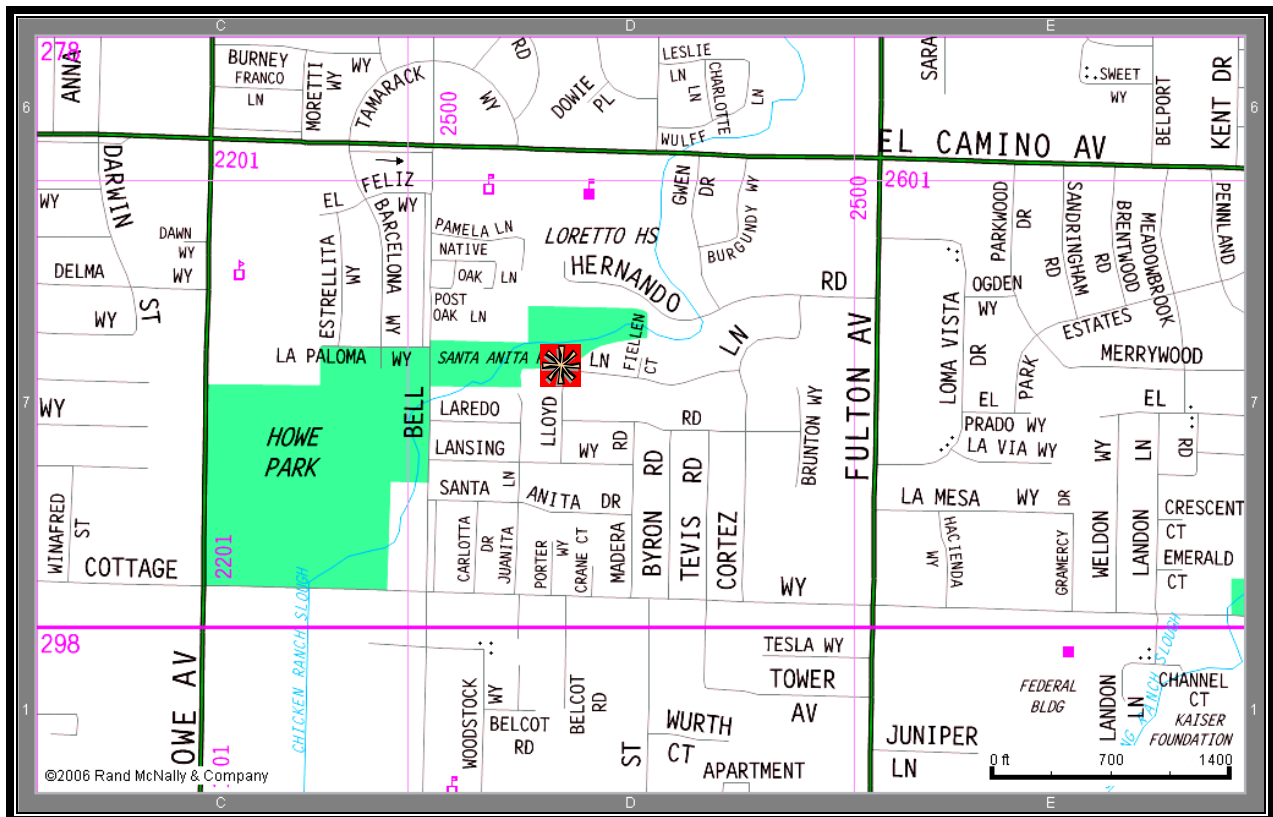 C
D
E
278
ANNA
BURNEY
FRANCO
WY
LN
MORETTI
WY
TAMARACK
WY
2500
RD
DOWIE
PL
LESLIE
LN
LN
CHARLOTTE
LN
WULFF
SARA
SWEET
WY
BELPORT
KENT DR
6
6
EL CAMINO AV
2201
2601
2500
DARWIN
ST
FELIZ
EL
WY
WY
BARCELONA
WY
ESTRELLITA
WY
DAWN
WY
DELMA
WY
WY
PAMELA LN
NATIVE
OAK
LN
POST
OAK LN
LORETTO HS
HERNANDO
RD
GWEN
DR
BURGUNDY WY
PARKWOOD
DR
SANDRINGHAM
RD
BRENTWOOD
RD
MEADOWBROOK
PENNLAND
OGDEN
WY
LOMA VISTA
DR
ESTATES
PARK
MERRYWOOD
LA PALOMA
WY
SANTA ANITA
LN
FIELLEN
CT
LN
FULTON AV
7
7
WY
HOWE
PARK
BELL
LAREDO
RD
LANSING
WY
LLOYD
RD
SANTA
LN
ANITA
DR
BRUNTON WY
EL
EL
PRADO WY
LA VIA WY
RD
WY
LN
LA MESA
WY
DR
CRESCENT
CT
EMERALD
CT
WINAFRED
ST
COTTAGE
2201
CARLOTTA
DR
JUANITA
PORTER
WY
CRANE CT
MADERA
BYRON
RD
TEVIS
RD
CORTEZ
WY
HACIENDA
WY
GRAMERCY
WELDON
LANDON
298
CHICKEN RANCH SLOUGH
TESLA WY
TOWER
AV
WOODSTOCK
WY
BELCOT
RD
BELCOT
RD
ST
WURTH
CT
APARTMENT
FEDERAL
BLDG
LANDON
LN
NG RANCH SLOUGH
CHANNEL
CT
KAISER
FOUNDATION
JUNIPER
LN
OWE AV
01
1
1
0 ft
700
1400
©2006 Rand McNally & Company
C
D
E